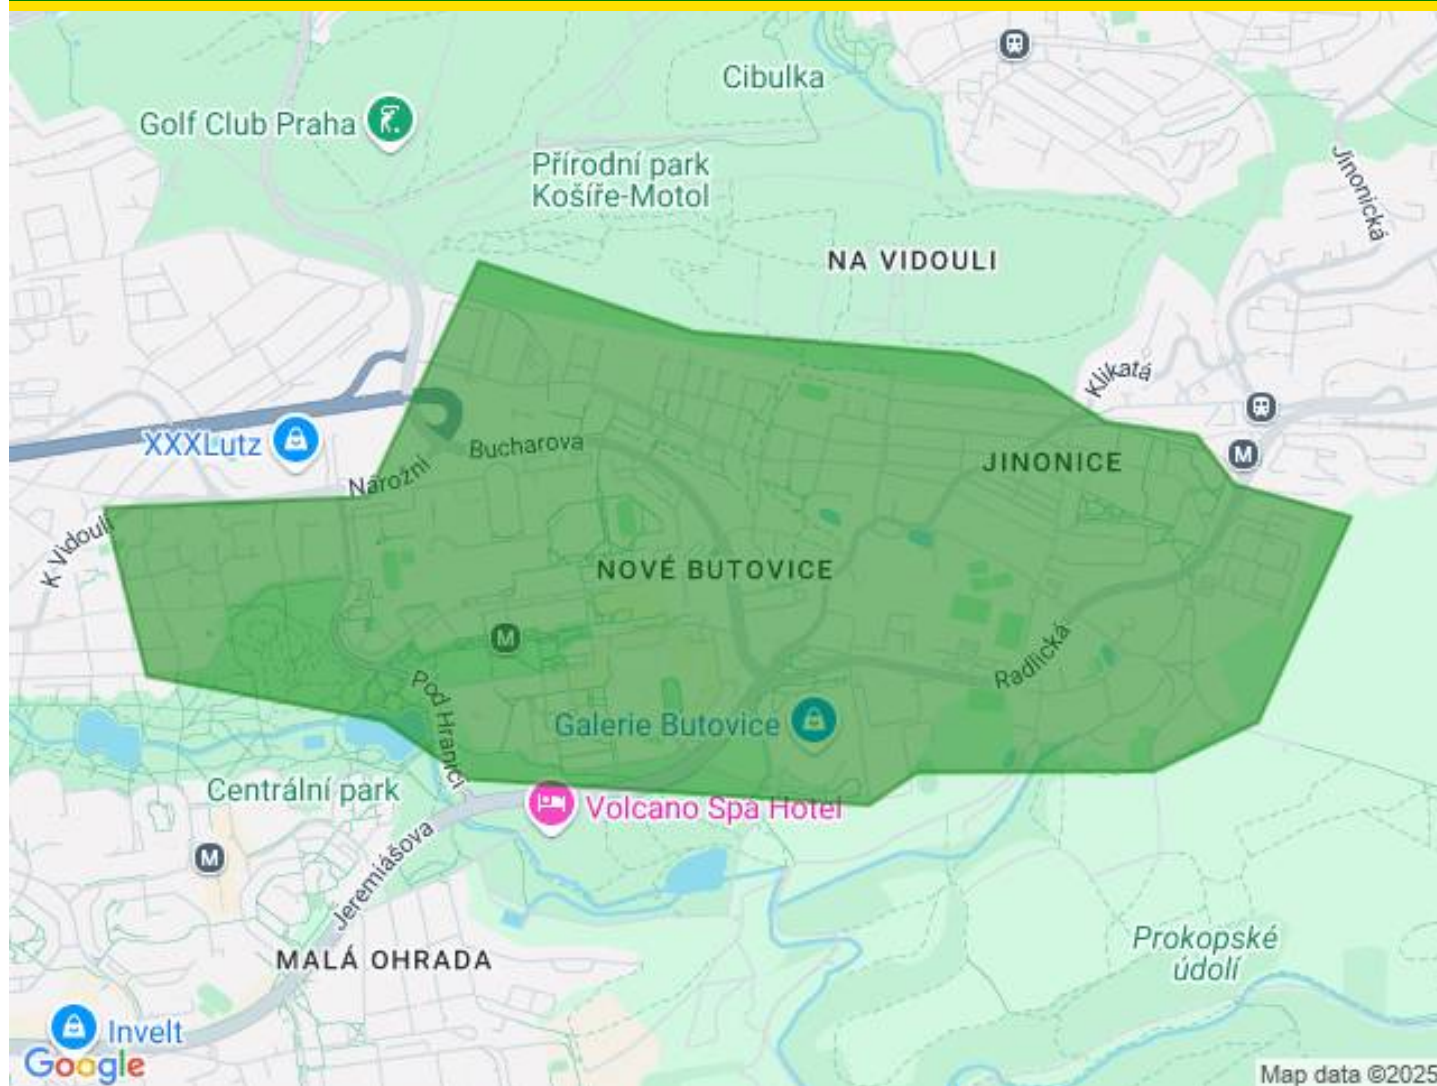 Cibulka
Golf Club Praha
Přírodní park
Košíře-Motol
Jinonická
NA VIDOULI
Klikatá
XXXLutz
Bucharova
JINONICE
Nárožní
K Vidouli
NOVÉ BUTOVICE
Radlická
Pod Hranicí
Galerie Butovice
Centrální park
Volcano Spa Hotel
Jeremiášova
MALÁ OHRADA
Prokopské
údolí
Invelt
Google
Map data ©2025
M
M
M